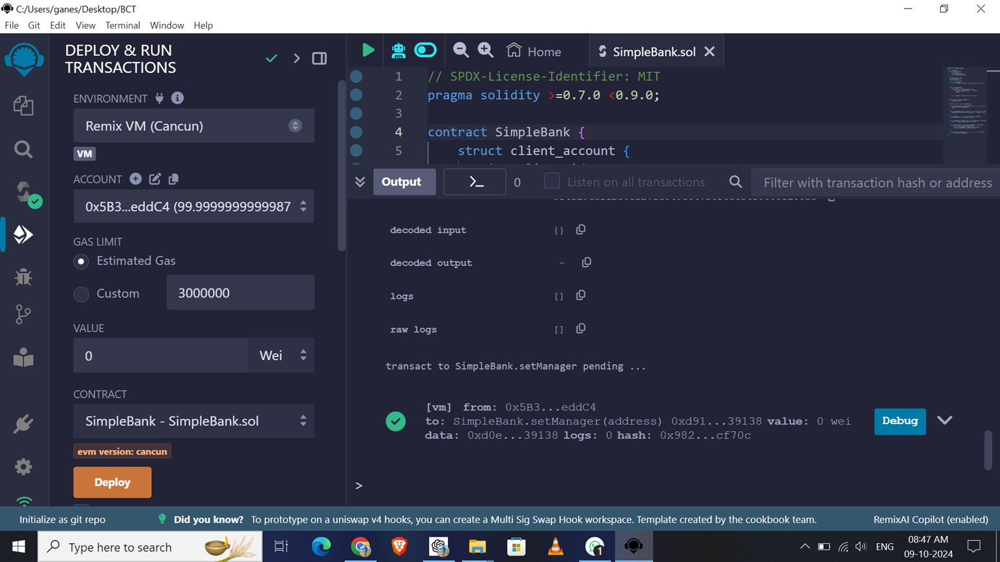 C:/Users/ganes/Desktop/BCT
File Git Edit View Terminal Window Help
DEPLOY & RUN
TRANSACTIONS
ENVIRONMENT
Remix VM (Cancun)
VM
ACCOUNT
0x5B3...eddC4 (99.9999999999987
GAS LIMIT
Estimated Gas
Custom
3000000
VALUE
0
Wei
CONTRACT
SimpleBank - SimpleBank.sol
evm version: cancun
Deploy
Home
SimpleBank.sol
1 // SPDX-License-Identifier: MIT
2 pragma solidity >=0.7.0 <0.9.0;
3
4 contract SimpleBank {
5 struct client_account {
Output
>_
0
Listen on all transactions
Filter with transaction hash or address
decoded input {}
decoded output -
logs []
raw logs []
transact to SimpleBank.setManager pending ...
[vm] from: 0x5B3...eddC4
to: SimpleBank.setManager(address) 0xd91...39138 value: 0 wei
data: 0xd0e...39138 logs: 0 hash: 0x982...cf70c
Debug
>
Initialize as git repo
Did you know? To prototype on a uniswap v4 hooks, you can create a Multi Sig Swap Hook workspace. Template created by the cookbook team.
RemixAI Copilot (enabled)
Type here to search
1
ENG
08:47 AM
09-10-2024